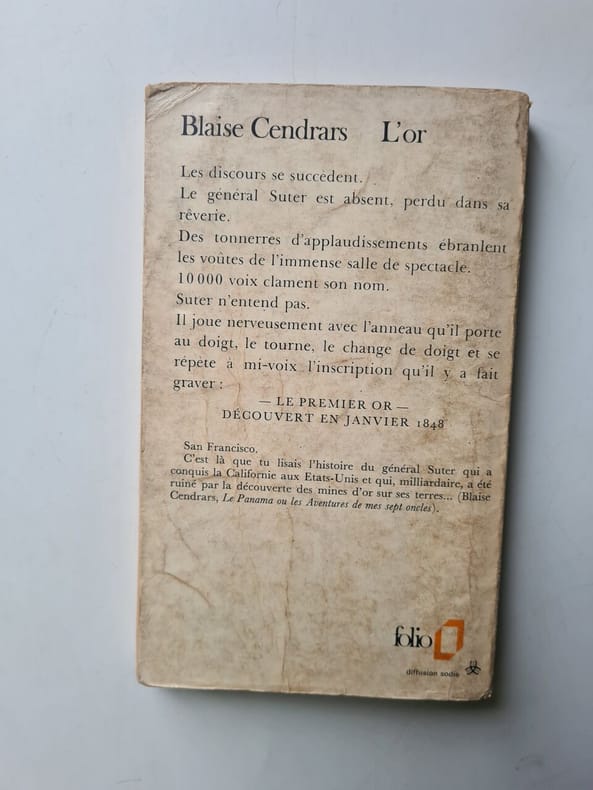 Blaise Cendrars L'or
Les discours se succèdent.
Le général Suter est absent, perdu dans sa
rêverie.
Des tonnerres d'applaudissements ébranlent
les voûtes de l'immense salle de spectacle.
10 000 voix clament son nom.
Suter n'entend pas.
Il joue nerveusement avec l'anneau qu'il porte
au doigt, le tourne, le change de doigt et se
répète à mi-voix l'inscription qu'il y a fait
graver :
— LE PREMIER OR —
DÉCOUVERT EN JANVIER 1848
San Francisco.
C'est là que tu lisais l'histoire du général Suter qui a
conquis la Californie aux Etats-Unis et qui, milliardaire, a été
ruiné par la découverte des mines d'or sur ses terres... (Blaise
Cendrars, Le Panama ou les Aventures de mes sept oncles).
folio
diffusion sodis